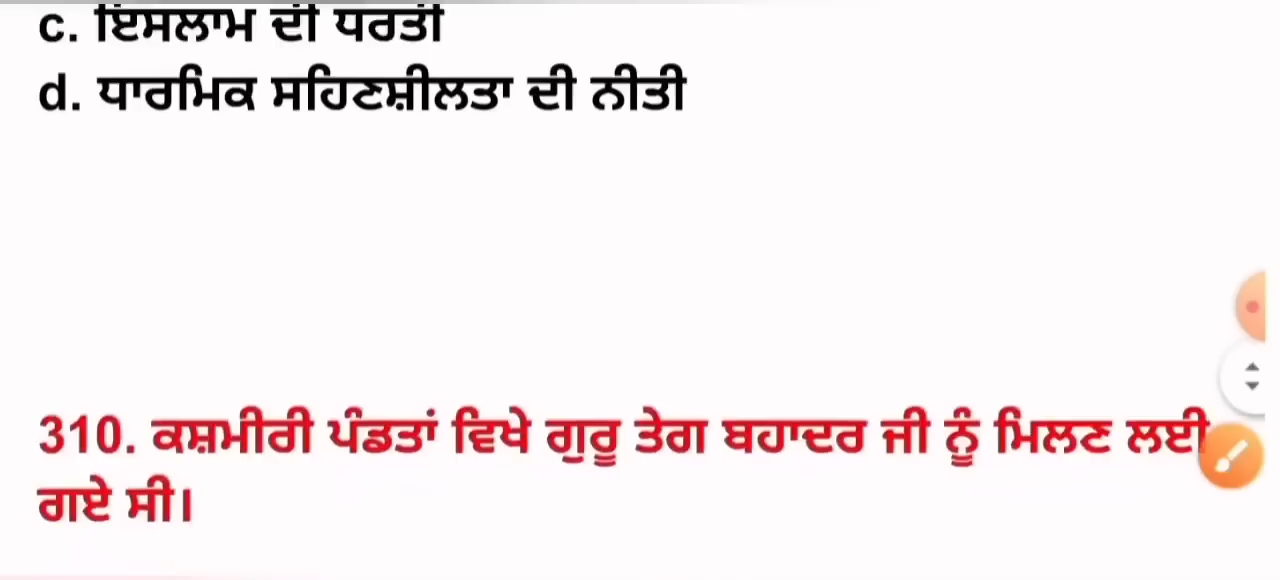 c. ਇਸਲਾਮ ਦੀ ਧਰਤੀ
d. ਧਾਰਮਿਕ ਸਹਿਣਸ਼ੀਲਤਾ ਦੀ ਨੀਤੀ
310. ਕਸ਼ਮੀਰੀ ਪੰਡਤਾਂ ਵਿਖੇ ਗੁਰੂ ਤੇਗ ਬਹਾਦਰ ਜੀ ਨੂੰ ਮਿਲਣ ਲਈ
ਗਏ ਸੀ।